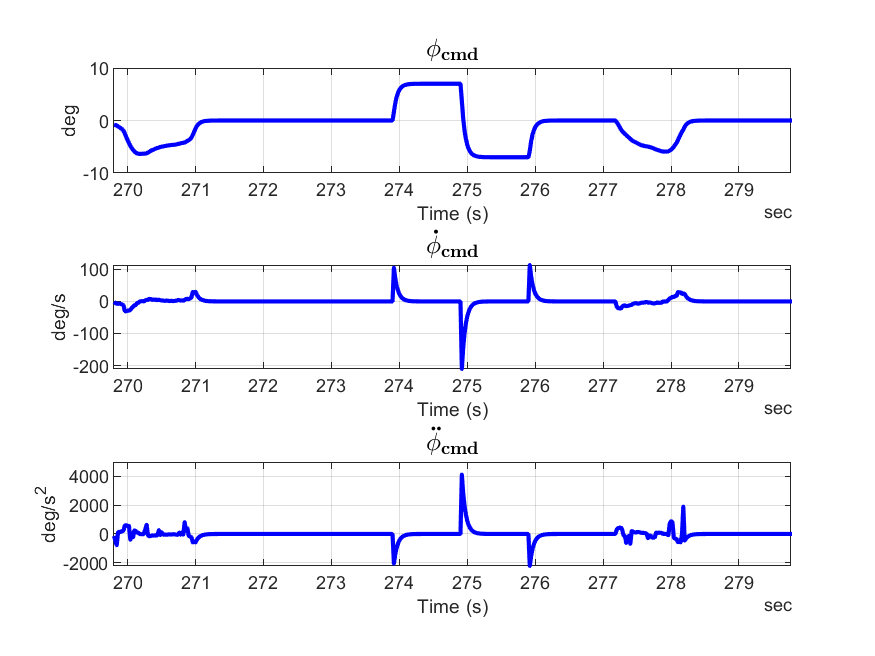 ϕcmd
10
0
-10
deg
270 271 272 273 274 275 276 277 278 279
Time (s)
sec
ϕ̇cmd
100
0
-100
-200
deg/s
270 271 272 273 274 275 276 277 278 279
Time (s)
sec
ϕ̈cmd
4000
2000
0
-2000
deg/s²
270 271 272 273 274 275 276 277 278 279
Time (s)
sec